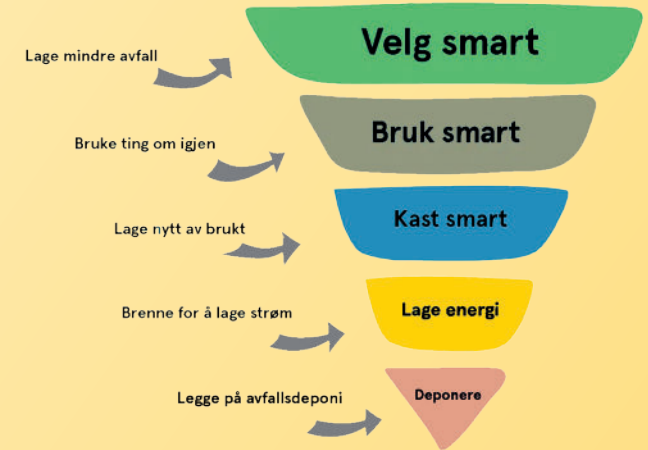 Velg smart
Lage mindre avfall
Bruk smart
Bruke ting om igjen
Kast smart
Lage nytt av brukt
Lage energi
Brenne for å lage strøm
Deponere
Legge på avfallsdeponi